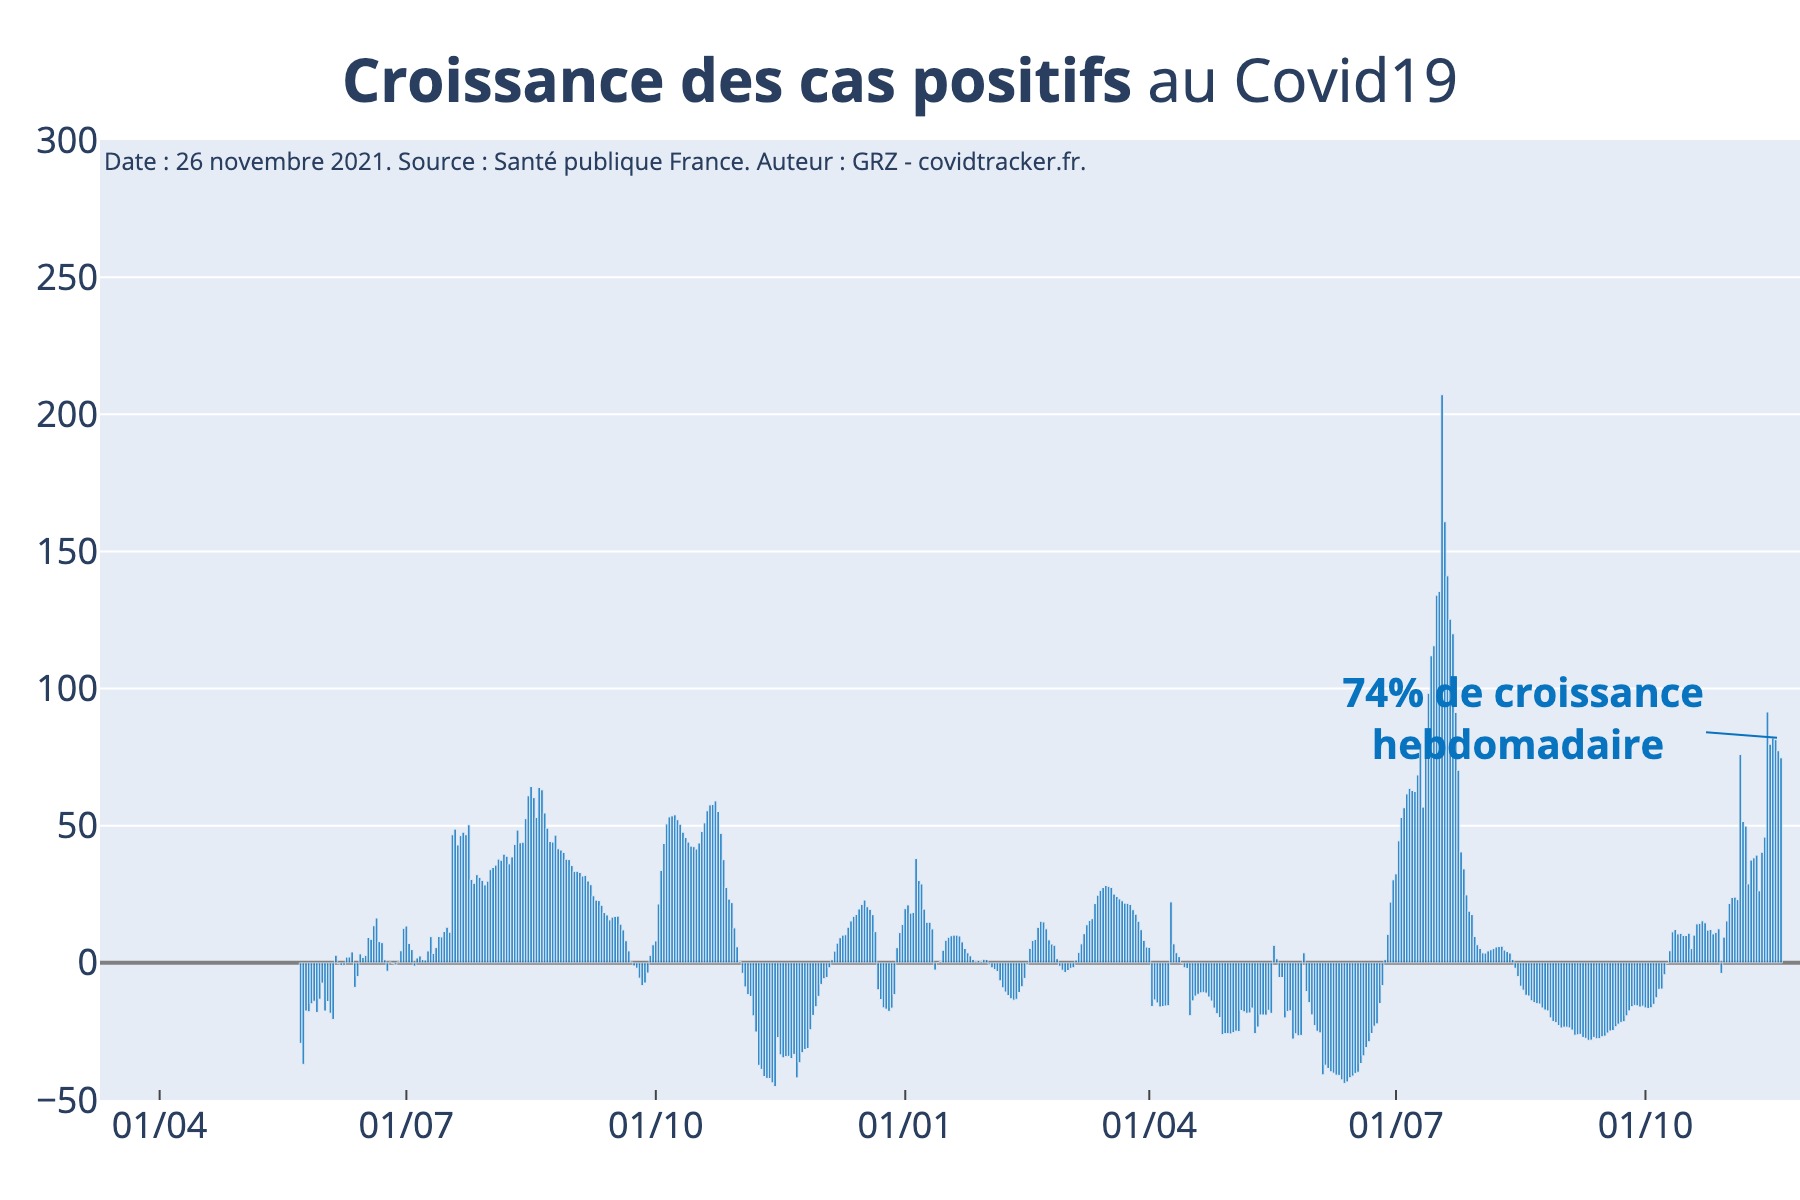 Croissance des cas positifs au Covid19
300
Date : 26 novembre 2021. Source : Santé publique France. Auteur : GRZ - covidtracker.fr.
250
200
150
100
74% de croissance
hebdomadaire
50
0
−50
01/04 01/07 01/10 01/01 01/04 01/07 01/10